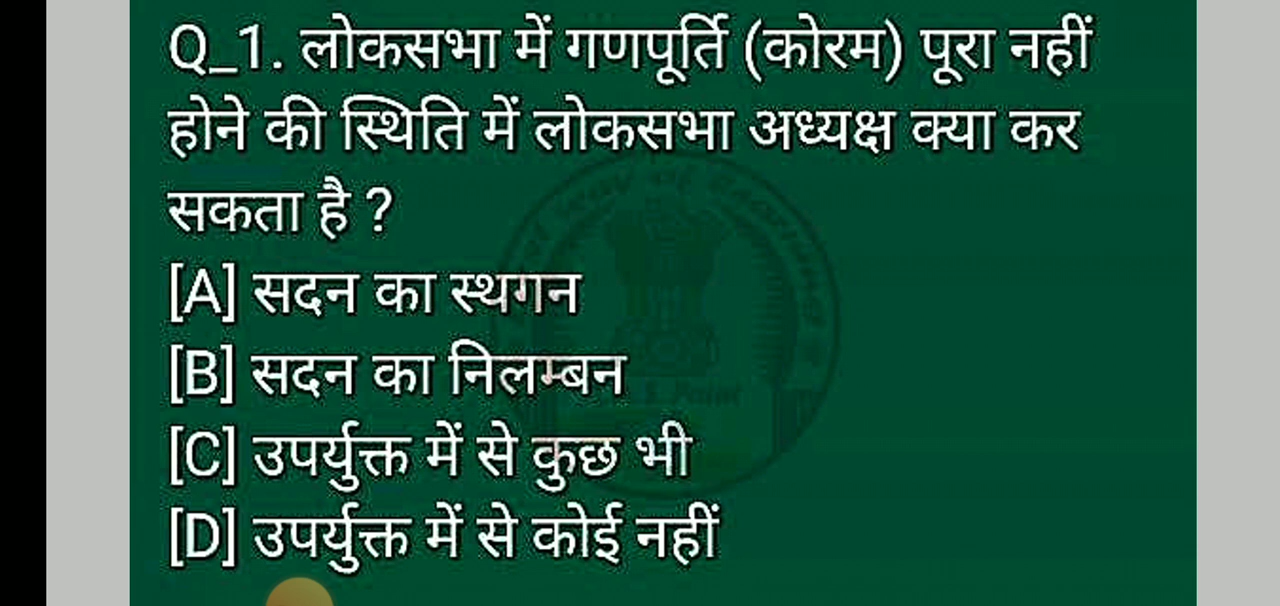 Q_1. लोकसभा में गणपूर्ति (कोरम) पूरा नहीं
होने की स्थिति में लोकसभा अध्यक्ष क्या कर
सकता है ?
[A] सदन का स्थगन
[B] सदन का निलम्बन
[C] उपर्युक्त में से कुछ भी
[D] उपर्युक्त में से कोई नहीं